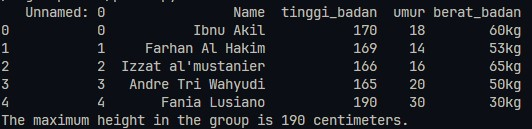 Unnamed: 0 Name tinggi_badan umur berat_badan
0 0 Ibnu Akil 170 18 60kg
1 1 Farhan Al Hakim 169 14 53kg
2 2 Izzat al'mustanier 166 16 65kg
3 3 Andre Tri Wahyudi 165 20 50kg
4 4 Fania Lusiano 190 30 30kg
The maximum height in the group is 190 centimeters.